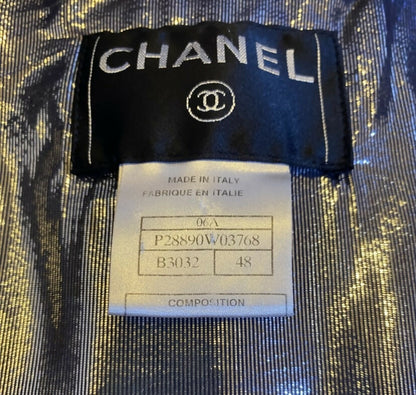 CHANEL
MADE IN ITALY
FABRIQUE EN ITALIE
06A
P28890W03768
B3032 48
COMPOSITION